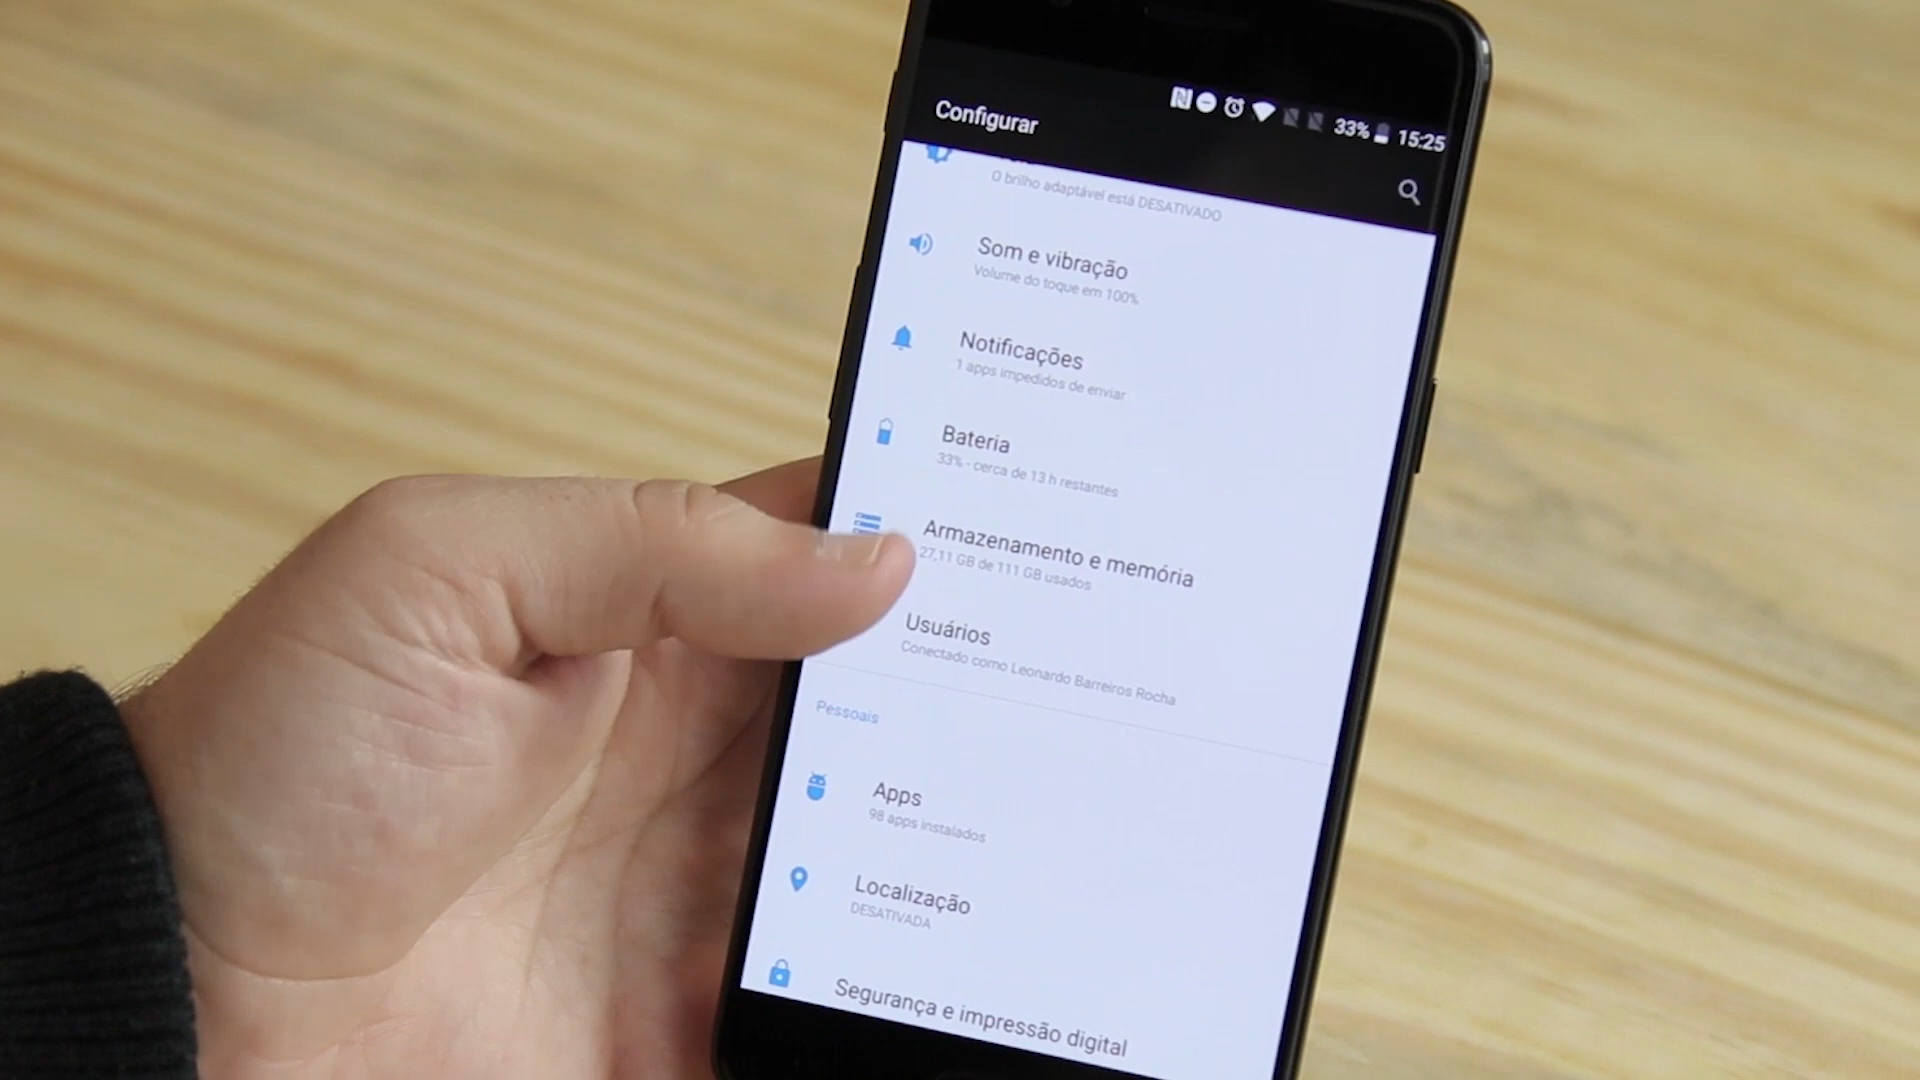 33% 15:25
Configurar
O brilho adaptável está DESATIVADO
Som e vibração
Volume do toque em 100%
Notificações
1 apps impedidos de enviar
Bateria
33% - cerca de 13 h restantes
Armazenamento e memória
27,11 GB de 111 GB usados
Usuários
Conectado como Leonardo Barreiros Rocha
Pessoais
Apps
98 apps instalados
Localização
DESATIVADA
Segurança e impressão digital